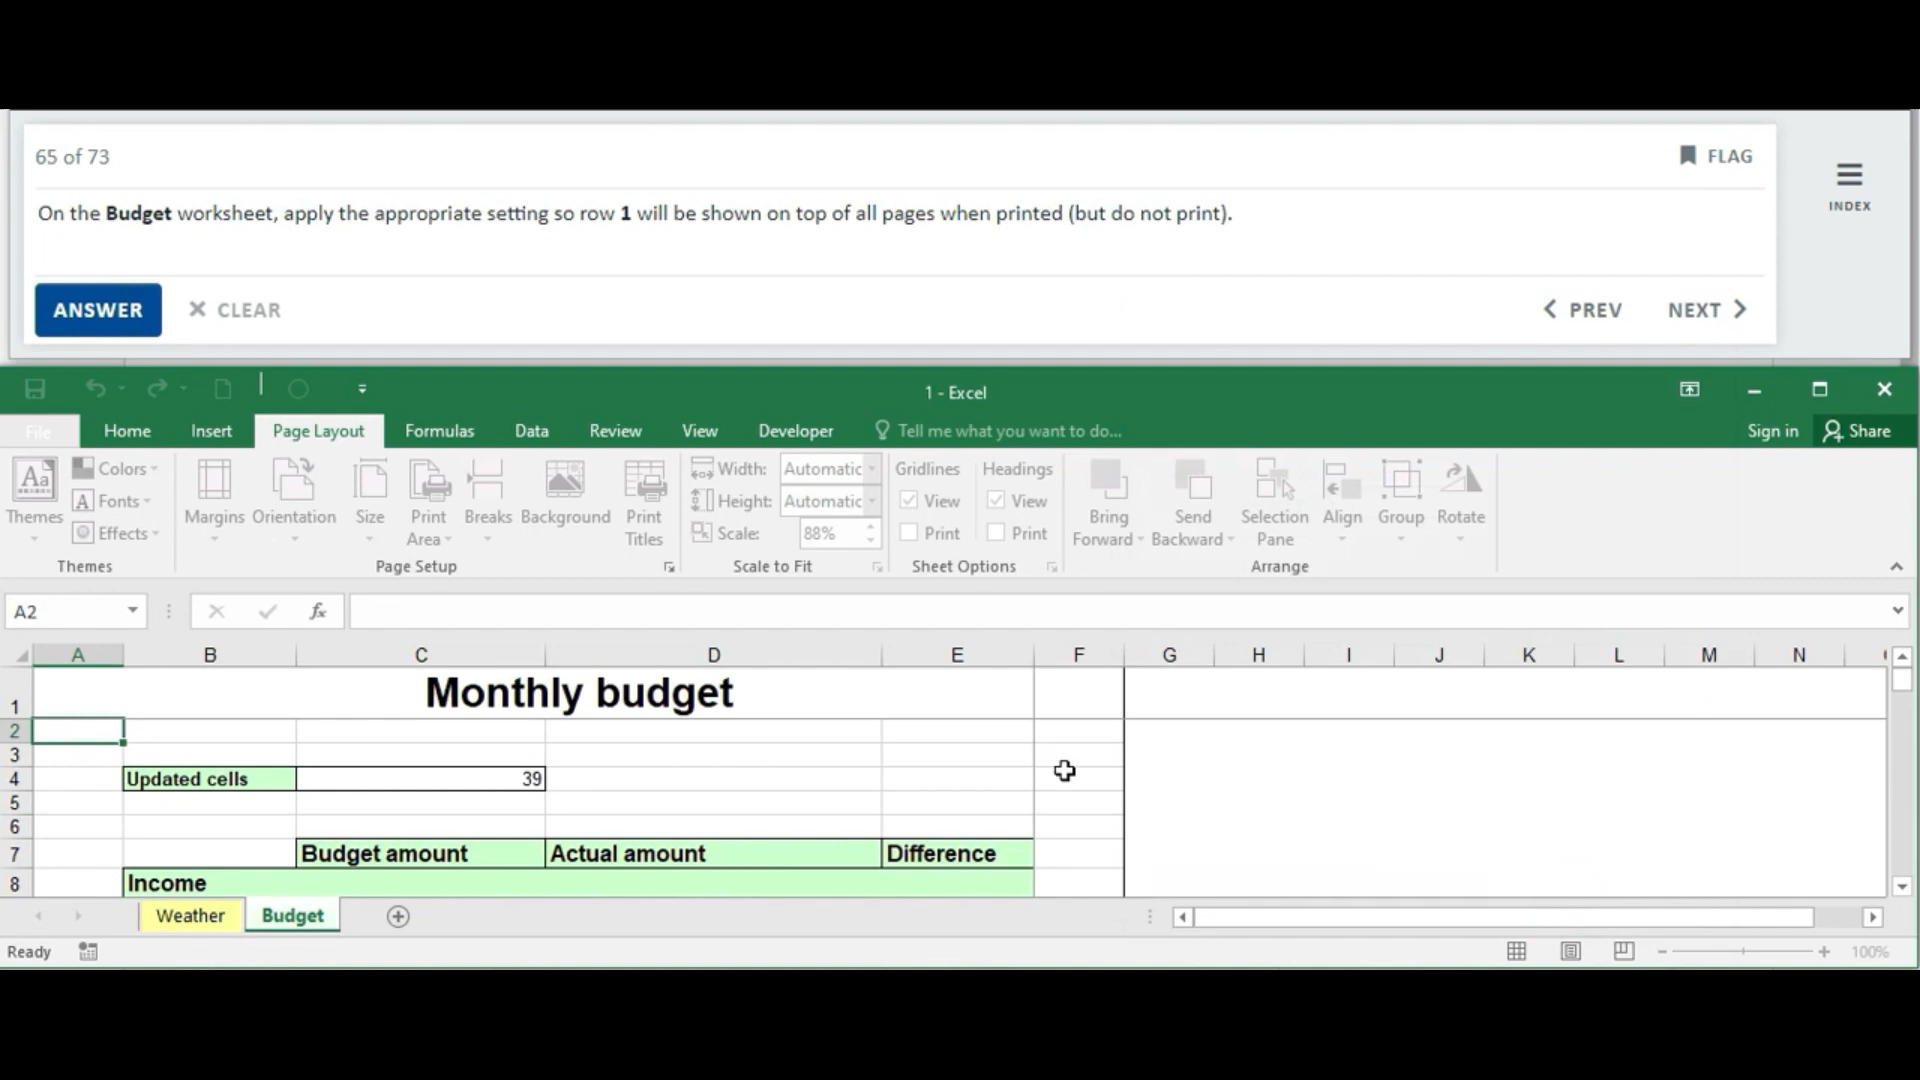 65 of 73
FLAG
INDEX
On the Budget worksheet, apply the appropriate setting so row 1 will be shown on top of all pages when printed (but do not print).
ANSWER
CLEAR
PREV
NEXT
1 - Excel
File
Home
Insert
Page Layout
Formulas
Data
Review
View
Developer
Tell me what you want to do...
Sign in
Share
Aa
Themes
Colors
Fonts
Effects
Themes
Margins
Orientation
Size
Print Area
Breaks
Background
Print Titles
Page Setup
Width: Automatic
Height: Automatic
Scale: 88%
Scale to Fit
Gridlines
View
Print
Headings
View
Print
Sheet Options
Bring Forward
Send Backward
Selection Pane
Align
Group
Rotate
Arrange
A2
fx
A B C D E F G H I J K L M N
1 Monthly budget
2
3
4 Updated cells 39
5
6
7 Budget amount Actual amount Difference
8 Income
Weather
Budget
Ready
100%